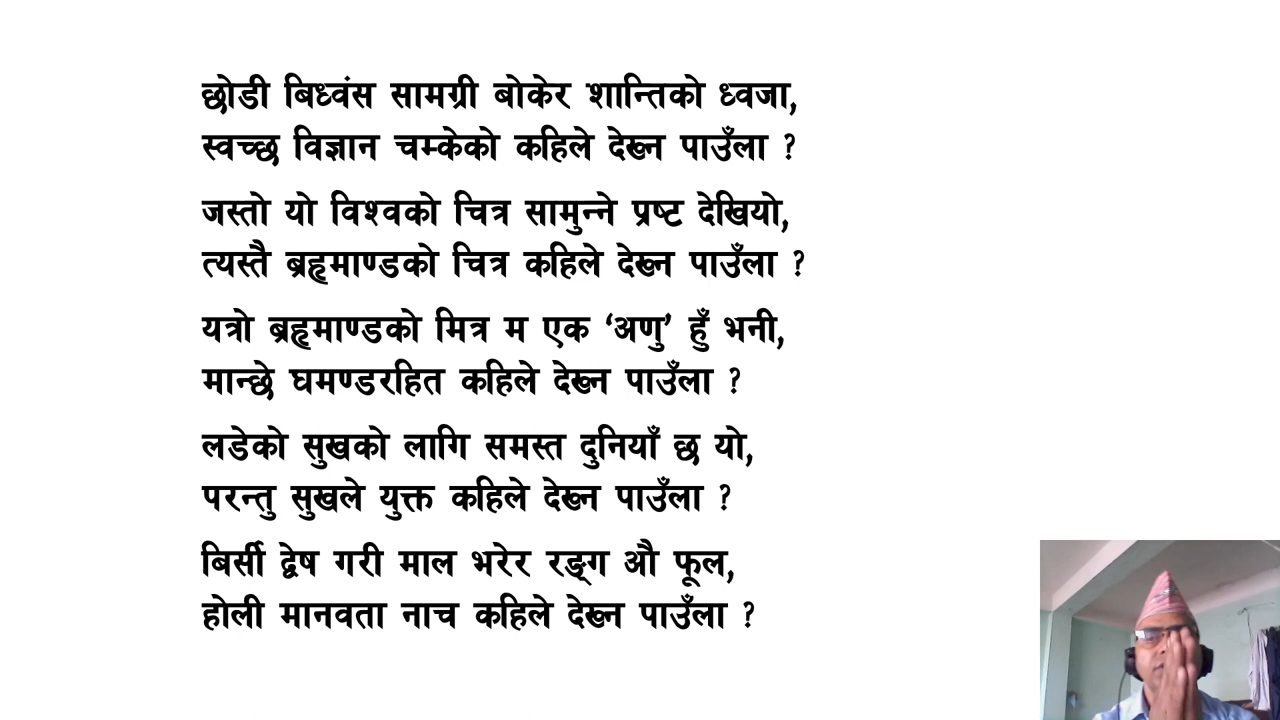 छोडी बिध्वंस सामग्री बोकेर शान्तिको ध्वजा,
स्वच्छ विज्ञान चम्केको कहिले देख्न पाउँला ?
जस्तो यो विश्वको चित्र सामुन्ने प्रष्ट देखियो,
त्यस्तै ब्रहृमाण्डको चित्र कहिले देख्न पाउँला ?
यत्रो ब्रहृमाण्डको मित्र म एक ‘अणु’ हुँ भनी,
मान्छे घमण्डरहित कहिले देख्न पाउँला ?
लडेको सुखको लागि समस्त दुनियाँ छ यो,
परन्तु सुखले युक्त कहिले देख्न पाउँला ?
बिर्सी द्वेष गरी माल भरेर रङ्ग औ फूल,
होली मानवता नाच कहिले देख्न पाउँला ?